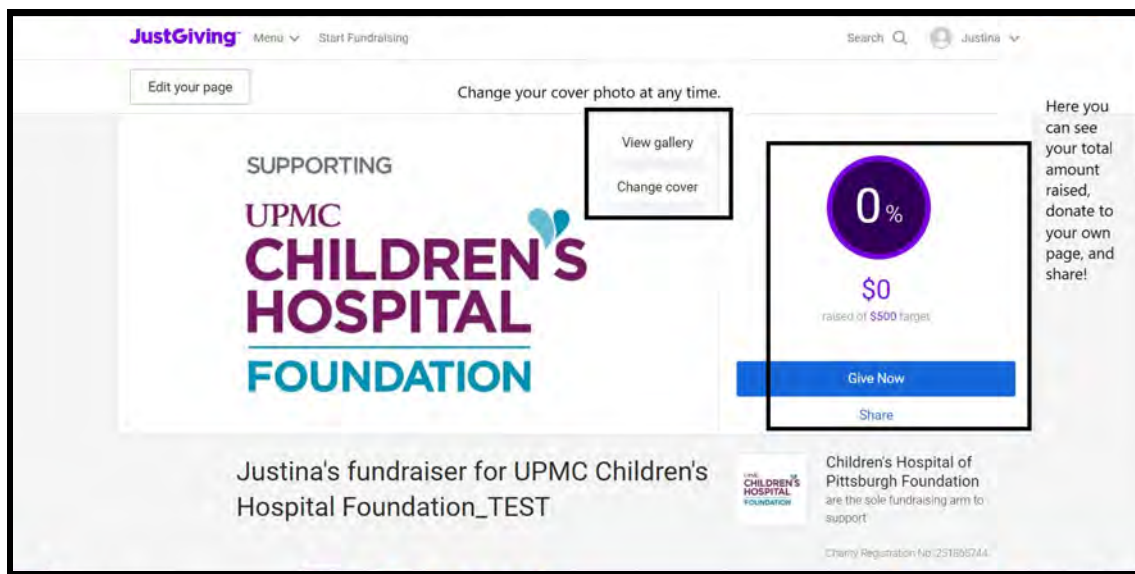 JustGiving™ Menu Start Fundraising Search Justina
Edit your page
Change your cover photo at any time.
View gallery
Change cover
SUPPORTING
UPMC
CHILDREN'S
HOSPITAL
FOUNDATION
0%
$0
raised of $500 target
Give Now
Share
Here you
can see
your total
amount
raised,
donate to
your own
page, and
share!
Justina's fundraiser for UPMC Children's
Hospital Foundation_TEST
UPMC
CHILDREN'S
HOSPITAL
FOUNDATION
Children's Hospital of
Pittsburgh Foundation
are the sole fundraising arm to
support
Charity Registration No.